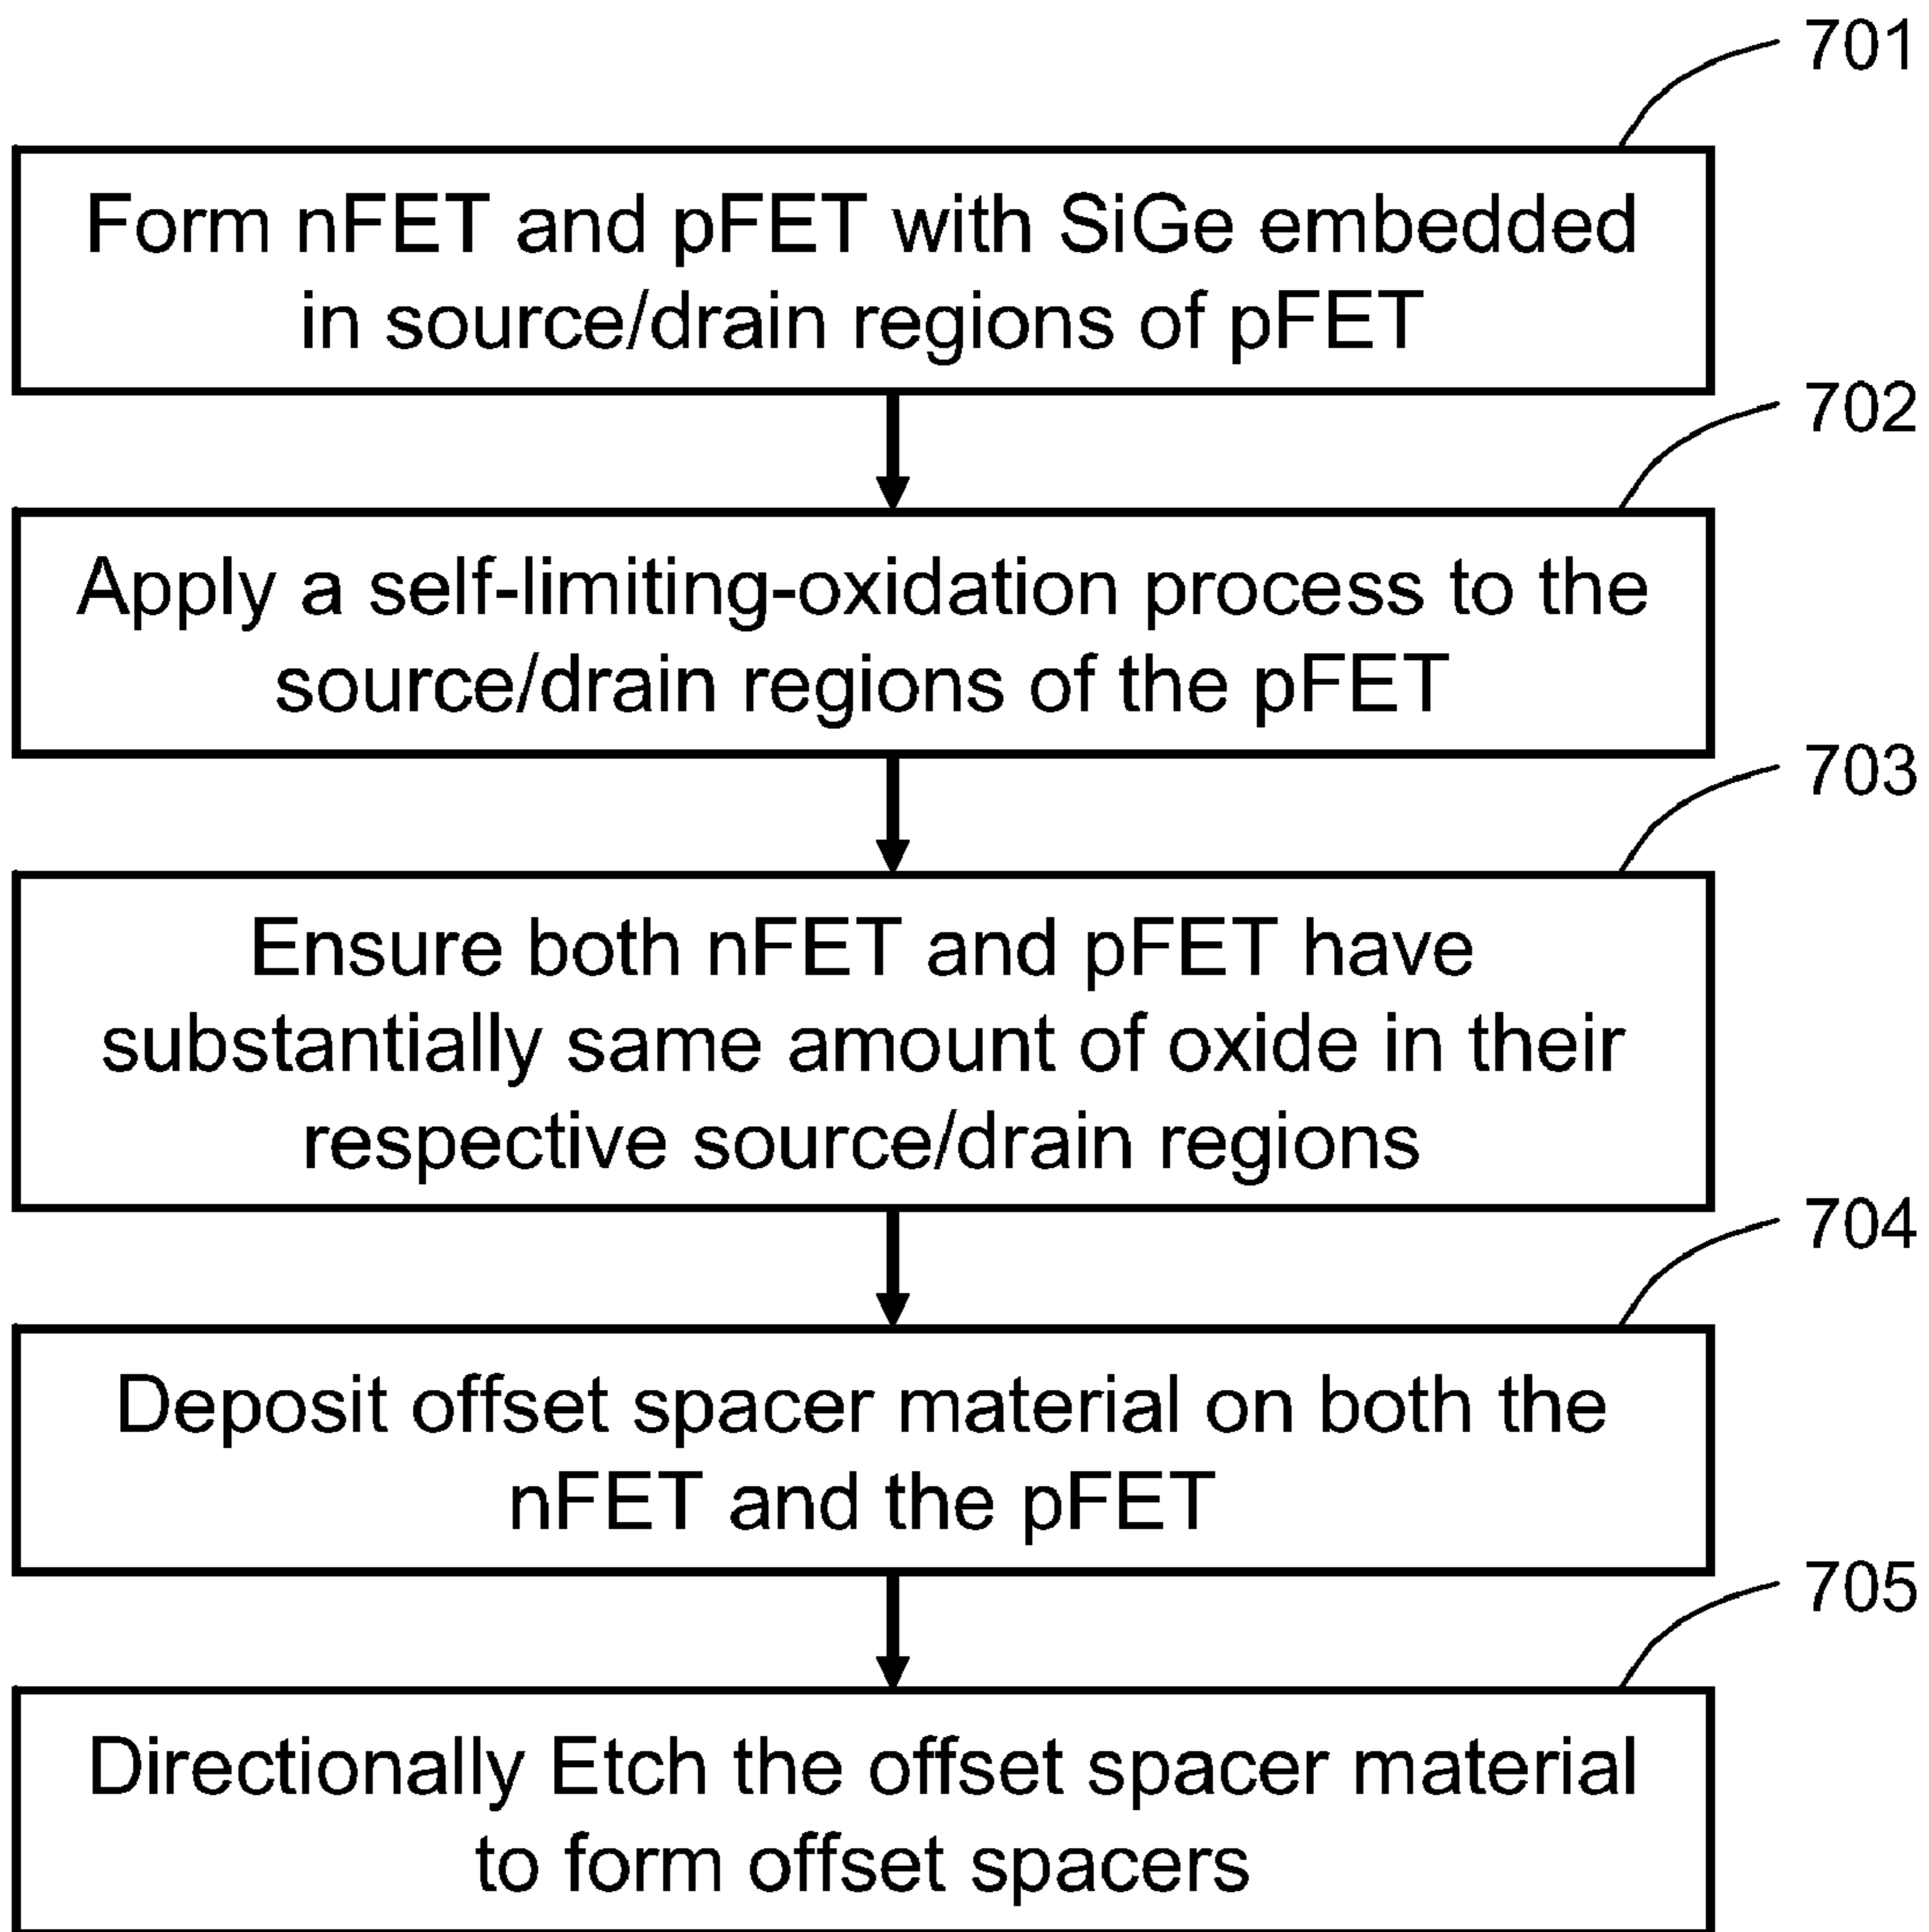 701
Form nFET and pFET with SiGe embedded
in source/drain regions of pFET
702
Apply a self-limiting-oxidation process to the
source/drain regions of the pFET
703
Ensure both nFET and pFET have
substantially same amount of oxide in their
respective source/drain regions
704
Deposit offset spacer material on both the
nFET and the pFET
705
Directionally Etch the offset spacer material
to form offset spacers